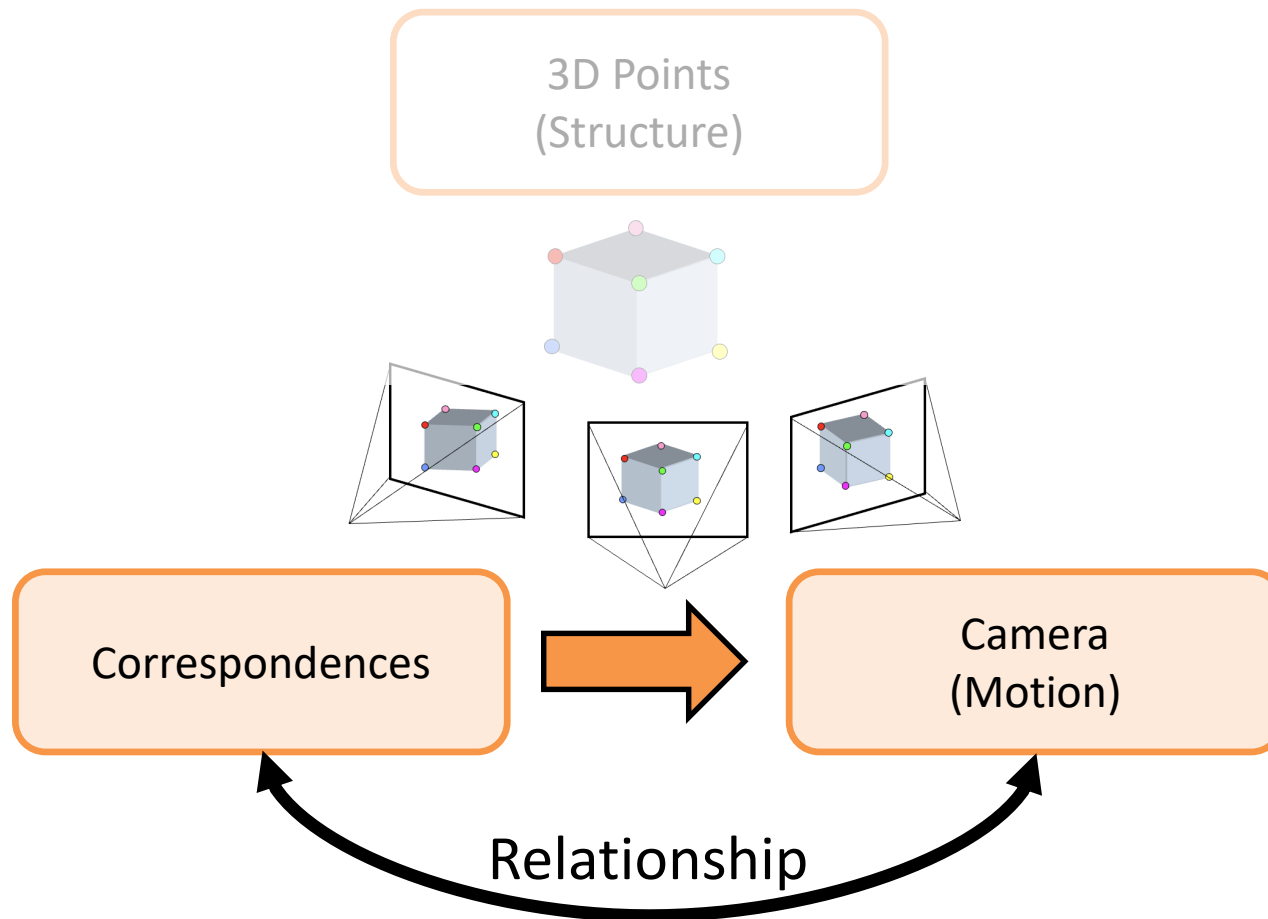 3D Points
(Structure)
Correspondences
Camera
(Motion)
Relationship